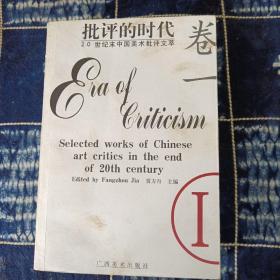 批评的时代
20世纪末中国美术批评文萃
卷一
Era of
Criticism
Selected works of Chinese
art critics in the end
of 20th century
Edited by Fangzhou Jia 贾方舟 主编
I
广西美术出版社